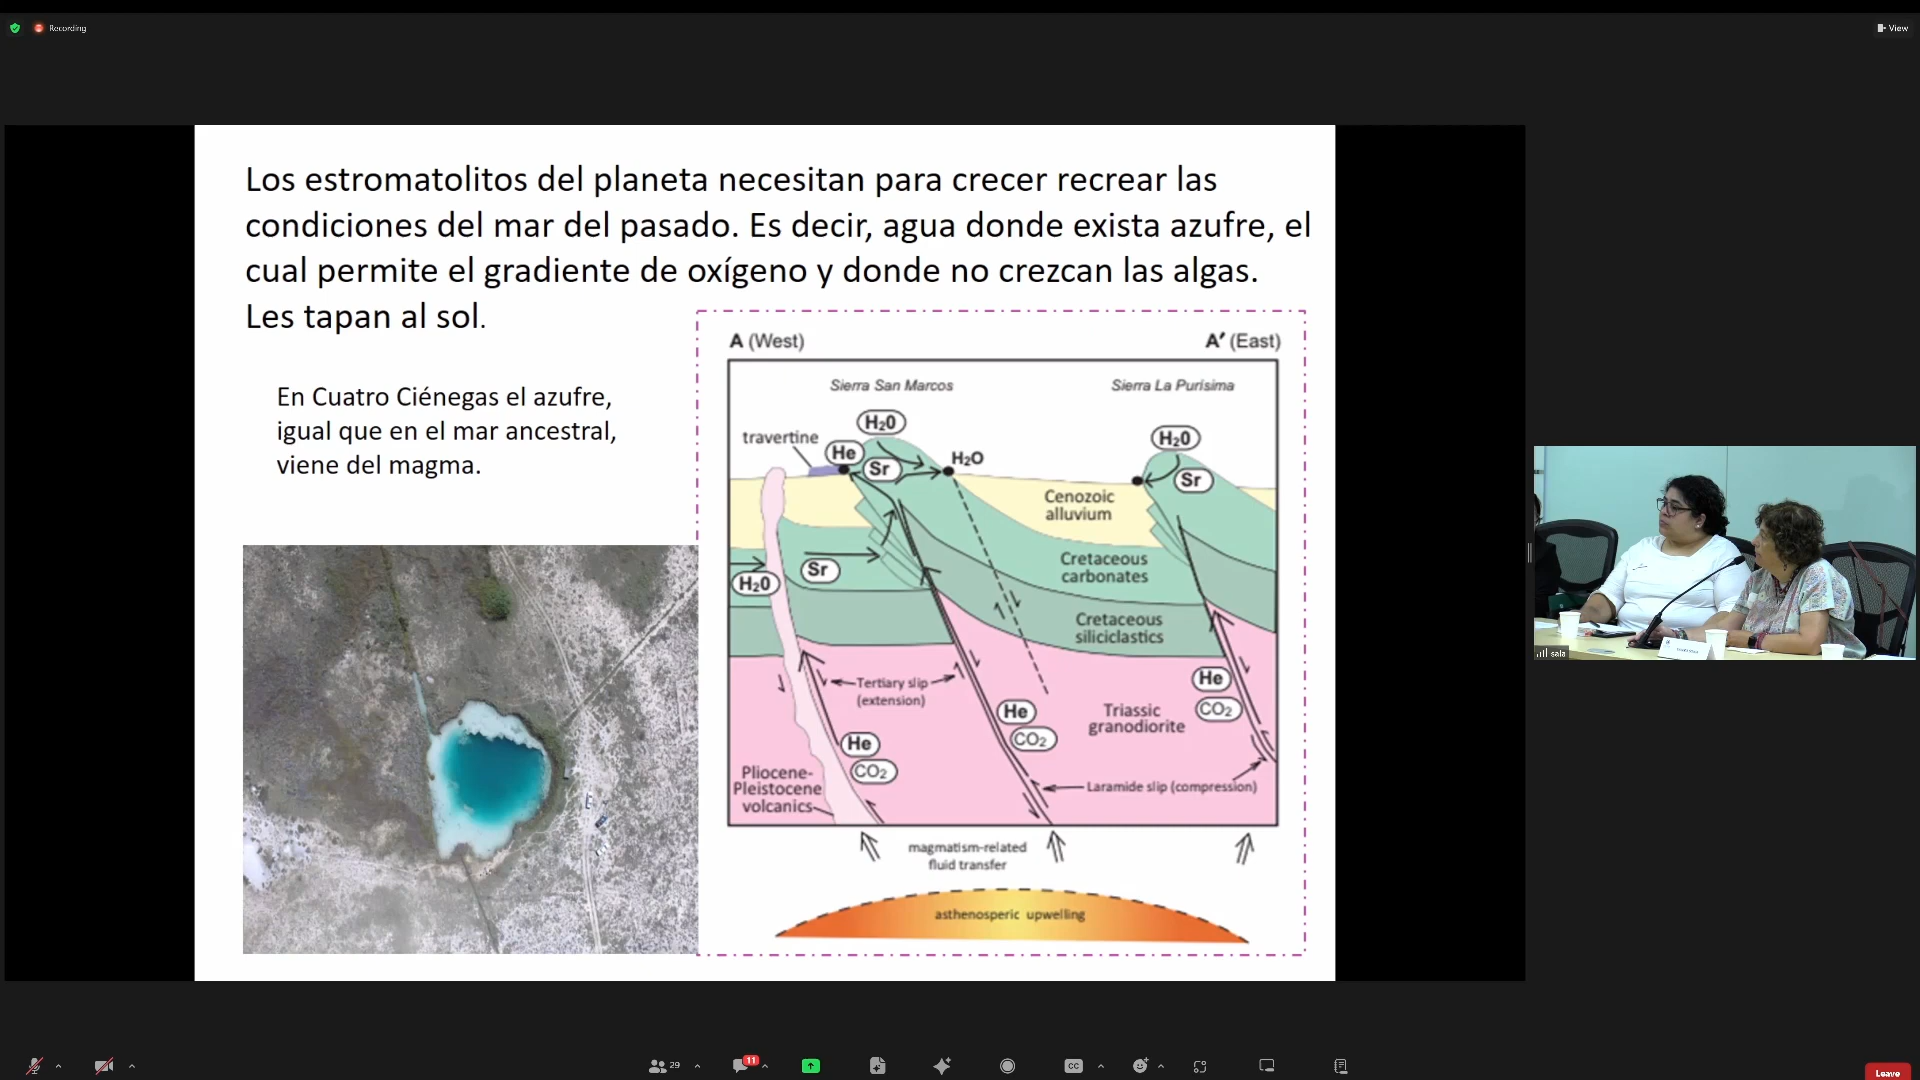 Recording
View
Los estromatolitos del planeta necesitan para crecer recrear las
condiciones del mar del pasado. Es decir, agua donde exista azufre, el
cual permite el gradiente de oxígeno y donde no crezcan las algas.
Les tapan al sol.
En Cuatro Ciénegas el azufre,
igual que en el mar ancestral,
viene del magma.
A (West)
A′ (East)
Sierra San Marcos
Sierra La Purísima
H₂0
H₂0
travertine
He
H₂O
Sr
Sr
Cenozoic
alluvium
Cretaceous
carbonates
Sr
H₂0
Cretaceous
siliciclastics
Tertiary slip
(extension)
He
CO₂
He
CO₂
Triassic
granodiorite
He
CO₂
Pliocene-
Pleistocene
volcanics
Laramide slip (compression)
magmatism-related
fluid transfer
asthenosperic upwelling
sala
29
11
CC
Leave